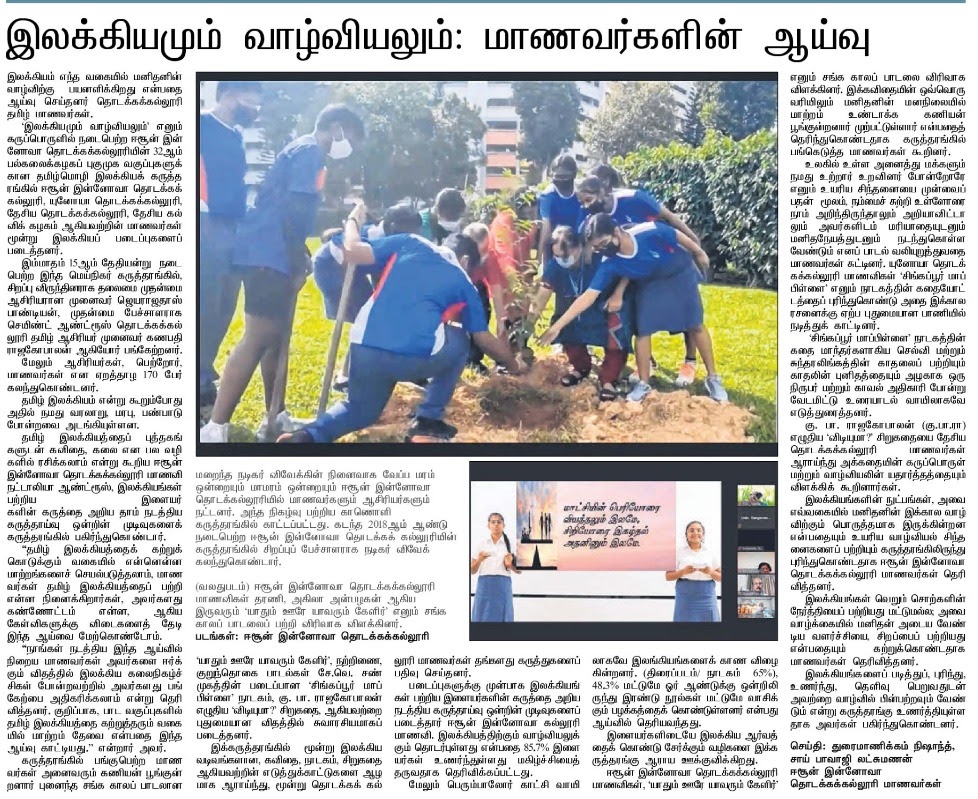 இலக்கியமும் வாழ்வியலும்: மாணவர்களின் ஆய்வு
இலக்கியம் எந்த வகையில் மனிதனின்
வாழ்விற்கு பயனளிக்கிறது என்பதை
ஆய்வு செய்தனர் தொடக்கக்கல்லூரி
தமிழ் மாணவர்கள்.
‘இலக்கியமும் வாழ்வியலும்’ எனும்
கருப்பொருளில் நடைபெற்ற ஈசூன் இன்
னோவா தொடக்கக்கல்லூரியின் 32ஆம்
பல்கலைக்கழகப் புகுமுக வகுப்புகளுக்
கான தமிழ்மொழி இலக்கியக் கருத்த
ரங்கில் ஈசூன் இன்னோவா தொடக்கக்
கல்லூரி, யுனோயா தொடக்கக்கல்லூரி,
தேசிய தொடக்கக்கல்லூரி, தேசிய கல்
விக் கழகம் ஆகியவற்றின் மாணவர்கள்
மூன்று இலக்கியப் படைப்புகளைப்
படைத்தனர்.
இம்மாதம் 15ஆம் தேதியன்று நடை
பெற்ற இந்த மெய்நிகர் கருத்தரங்கில்,
சிறப்பு விருந்தினராக தலைமை முதன்மை
ஆசிரியரான முனைவர் ஜெயராஜதாஸ்
பாண்டியன், முதன்மை பேச்சாளராக
செயிண்ட் ஆண்ட்ரூஸ் தொடக்கக்கல்
லூரி தமிழ் ஆசிரியர் முனைவர் கணபதி
ராஜகோபாலன் ஆகியோர் பங்கேற்றனர்.
மேலும் ஆசிரியர்கள், பெற்றோர்,
மாணவர்கள் என ஏறத்தாழ 170 பேர்
கலந்துகொண்டனர்.
தமிழ் இலக்கியம் என்று கூறும்போது
அதில் நமது வரலாறு, மரபு, பண்பாடு
போன்றவை அடங்கியுள்ளன.
தமிழ் இலக்கியத்தைப் புத்தகங்
களுடன் கவிதை, கலை என பல வழி
களில் ரசிக்கலாம் என்று கூறிய ஈசூன்
இன்னோவா தொடக்கக்கல்லூரி மாணவி
நட்டாலியா ஆண்ட்ரூஸ், இலக்கியங்கள்
பற்றிய இளையர்
களின் கருத்தை அறிய தாம் நடத்திய
கருத்தாய்வு ஒன்றின் முடிவுகளைக்
கருத்தரங்கில் பகிர்ந்துகொண்டார்.
“தமிழ் இலக்கியத்தைக் கற்றுக்
கொடுக்கும் வகையில் என்னென்ன
மாற்றங்களைச் செயல்படுத்தலாம், மாண
வர்கள் தமிழ் இலக்கியத்தைப் பற்றி
என்ன நினைக்கிறார்கள், அவர்களது
கண்ணோட்டம் என்ன, ஆகிய
கேள்விகளுக்கு விடைகளைத் தேடி
இந்த ஆய்வை மேற்கொண்டோம்.
“நாங்கள் நடத்திய இந்த ஆய்வில்
நிறைய மாணவர்கள் அவர்களை ஈர்க்
கும் விதத்தில் இலக்கிய கலைநிகழ்ச்
சிகள் போன்றவற்றில் அவர்களது பங்
கேற்பை அதிகரிக்கலாம் என்று தெரி
வித்தனர். குறிப்பாக, பாட வகுப்புகளில்
தமிழ் இலக்கியத்தை கற்றுத்தரும் வகை
யில் மாற்றம் தேவை என்பதை இந்த
ஆய்வு காட்டியது,” என்றார் அவர்.
கருத்தரங்கில் பங்குபெற்ற மாண
வர்கள் அனைவரும் கணியன் பூங்குன்
றனார் புனைந்த சங்க காலப் பாடலான
மறைந்த நடிகர் விவேக்கின் நினைவாக வேப்ப மரம்
ஒன்றையும் மாமரம் ஒன்றையும் ஈசூன் இன்னோவா
தொடக்கக்கல்லூரியில் மாணவர்களும் ஆசிரியர்களும்
நட்டனர். அந்த நிகழ்வு பற்றிய காணொளி
கருத்தரங்கில் காட்டப்பட்டது. கடந்த 2018ஆம் ஆண்டு
நடைபெற்ற ஈசூன் இன்னோவா தொடக்கக் கல்லூரியின்
கருத்தரங்கில் சிறப்புப் பேச்சாளராக நடிகர் விவேக்
கலந்துகொண்டார்.
(வலதுபடம்) ஈசூன் இன்னோவா தொடக்கக்கல்லூரி
மாணவிகள் தாரணி, அகிலா அன்பழகன் ஆகிய
இருவரும் ‘யாதும் ஊரே யாவரும் கேளிர்’ எனும் சங்க
காலப் பாடலைப் பற்றி விரிவாக விளக்கினர்.
படங்கள்: ஈசூன் இன்னோவா தொடக்கக்கல்லூரி
மாட்சியின் பெரியோரை
வியத்தலும் இலமே,
சிறியோரை இகழ்தல்
அதனினும் இலமே.
‘யாதும் ஊரே யாவரும் கேளிர்’, நற்றிணை,
குறுந்தொகை பாடல்கள் சே.வெ. சண்
முகத்தின் படைப்பான ‘சிங்கப்பூர் மாப்
பிள்ளை’ நாடகம், கு. பா. ராஜகோபாலன்
எழுதிய ‘விடியுமா?’ சிறுகதை, ஆகியவற்றை
புதுமையான விதத்தில் சுவாரசியமாகப்
படைத்தனர்.
இக்கருத்தரங்கில் மூன்று இலக்கிய
வடிவங்களான, கவிதை, நாடகம், சிறுகதை
ஆகியவற்றின் எடுத்துக்காட்டுகளை ஆழ
மாக ஆராய்ந்து, மூன்று தொடக்கக் கல்
லூரி மாணவர்கள் தங்களது கருத்துகளைப்
பதிவு செய்தனர்.
படைப்புகளுக்கு முன்பாக இலக்கியங்
கள் பற்றிய இளையர்களின் கருத்தை அறிய
நடத்திய கருத்தாய்வு ஒன்றின் முடிவுகளைப்
படைத்தார் ஈசூன் இன்னோவா கல்லூரி
மாணவி. இலக்கியத்திற்கும் வாழ்வியலுக்கும்
தொடர்புள்ளது என்பதை 85.7% இளை
யர்கள் உணர்ந்துள்ளது மகிழ்ச்சியைத்
தருவதாக தெரிவிக்கப்பட்டது.
மேலும் பெரும்பாலோர் காட்சி வாயி
லாகவே இலக்கியங்களைக் காண விழை
கின்றனர். (திரைப்படம்/ நாடகம் 65%),
48.3% மட்டுமே ஓர் ஆண்டுக்கு ஒன்றிலி
ருந்து இரண்டு நூல்கள் மட்டுமே வாசிக்
கும் பழக்கத்தைக் கொண்டுள்ளனர் என்பது
ஆய்வில் தெரியவந்தது.
இளையர்களிடையே இலக்கிய ஆர்வத்
தைக் கொண்டு சேர்க்கும் வழிகளை இக்க
ருத்தரங்கு ஆராய ஊக்குவிக்கிறது.
ஈசூன் இன்னோவா தொடக்கக்கல்லூரி
மாணவிகள், ‘யாதும் ஊரே யாவரும் கேளிர்’
எனும் சங்க காலப் பாடலை விரிவாக
விளக்கினர். இக்கவிதையின் ஒவ்வொரு
வரியிலும் மனிதனின் மனநிலையில்
மாற்றம் உண்டாக்க கணியன்
பூங்குன்றனார் முற்பட்டுள்ளார் என்பதைத்
தெரிந்துகொண்டதாக கருத்தரங்கில்
பங்கெடுத்த மாணவர்கள் கூறினர்.
உலகில் உள்ள அனைத்து மக்களும்
நமது உற்றார் உறவினர் போன்றோரே
எனும் உயரிய சிந்தனையை முன்வைப்
பதன் மூலம், நம்மைச் சுற்றி உள்ளோரை
நாம் அறிந்திருந்தாலும் அறியாவிட்டா
லும் அவர்களிடம் மரியாதையுடனும்
மனிதநேயத்துடனும் நடந்துகொள்ள
வேண்டும் எனப் பாடல் வலியுறுத்துவதை
மாணவர்கள் சுட்டினர். யுனோயா தொடக்
கக்கல்லூரி மாணவிகள் ‘சிங்கப்பூர் மாப்
பிள்ளை’ எனும் நாடகத்தின் கதையோட்
டத்தைப் புரிந்துகொண்டு அதை இக்கால
ரசனைக்கு ஏற்ப புதுமையான பாணியில்
நடித்துக் காட்டினர்.
‘சிங்கப்பூர் மாப்பிள்ளை’ நாடகத்தின்
கதை மாந்தர்களாகிய செல்வி மற்றும்
சுந்தரலிங்கத்தின் காதலைப் பற்றியும்
காதலின் புனிதத்தையும் அழகாக ஒரு
நிருபர் மற்றும் காவல் அதிகாரி போன்று
வேடமிட்டு உரையாடல் வாயிலாகவே
எடுத்துரைத்தனர்.
கு. பா. ராஜகோபாலன் (கு.பா.ரா)
எழுதிய ‘விடியுமா?’ சிறுகதையை தேசிய
தொடக்கக்கல்லூரி மாணவர்கள்
ஆராய்ந்து அக்கதையின் கருப்பொருள்
மற்றும் வாழ்வியலின் யதார்த்தத்தையும்
விளக்கிக் கூறினார்கள்.
இலக்கியங்களின் நுட்பங்கள், அவை
எவ்வகையில் மனிதனின் இக்கால வாழ்
விற்கும் பொருத்தமாக இருக்கின்றன
என்பதையும் உயரிய வாழ்வியல் சிந்த
னைகளைப் பற்றியும் கருத்தரங்கிலிருந்து
புரிந்துகொண்டதாக ஈசூன் இன்னோவா
தொடக்கக்கல்லூரி மாணவர்கள் தெரி
வித்தனர்.
இலக்கியங்கள் வெறும் சொற்களின்
நேர்த்தியைப் பற்றியது மட்டுமல்ல; அவை
வாழ்க்கையில் மனிதன் அடைய வேண்டி
ய வளர்ச்சியை, சிறப்பைப் பற்றியது
என்பதையும் கற்றுக்கொண்டதாக
மாணவர்கள் தெரிவித்தனர்.
இலக்கியங்களைப் படித்துப், புரிந்து,
உணர்ந்து, தெளிவு பெறுவதுடன்
அவற்றை வாழ்வில் பின்பற்றவும் வேண்
டும் என்று கருத்தரங்கு உணர்த்தியுள்ள
தாக அவர்கள் பகிர்ந்துகொண்டனர்.
செய்தி: துரைமாணிக்கம் நிஷாந்த்,
சாய் பாவாஜி லட்சுமணன்
ஈசூன் இன்னோவா
தொடக்கக்கல்லூரி மாணவர்கள்